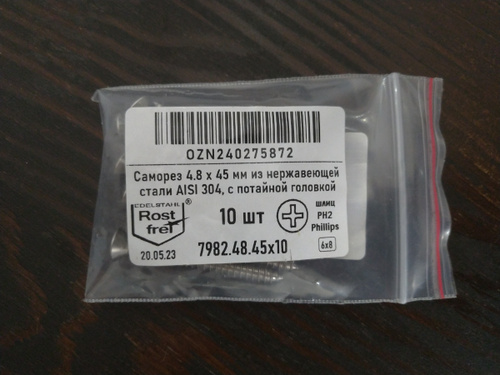 OZN240275872
Саморез 4.8 x 45 мм из нержавеющей
стали AISI 304, с потайной головкой
EDELSTAHL
Rost
frei
10 шт
шлиц
PH2
Phillips
20.05.23
7982.48.45x10
6x8